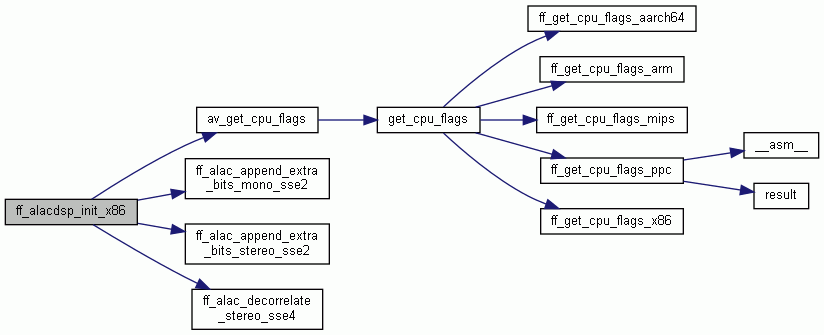 ff_alacdsp_init_x86
av_get_cpu_flags
ff_alac_append_extra
_bits_mono_sse2
ff_alac_append_extra
_bits_stereo_sse2
ff_alac_decorrelate
_stereo_sse4
get_cpu_flags
ff_get_cpu_flags_aarch64
ff_get_cpu_flags_arm
ff_get_cpu_flags_mips
ff_get_cpu_flags_ppc
ff_get_cpu_flags_x86
__asm__
result